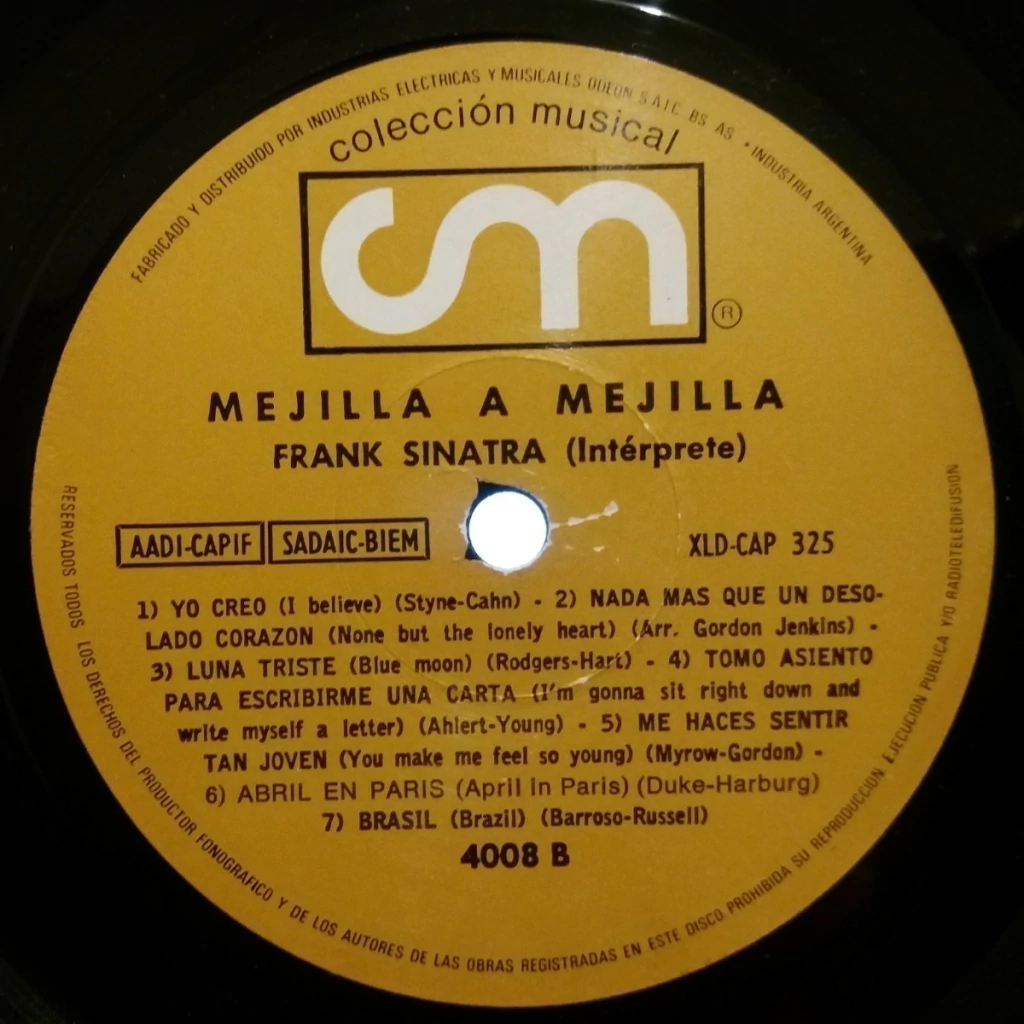 FABRICADO Y DISTRIBUIDO POR INDUSTRIAS ELECTRICAS Y MUSICALES ODEON S.A.I.C. BS AS • INDUSTRIA ARGENTINA
colección musical
cm
®
MEJILLA A MEJILLA
FRANK SINATRA (Intérprete)
AADI-CAPIF SADAIC-BIEM XLD-CAP 325
1) YO CREO (I believe) (Styne-Cahn) - 2) NADA MAS QUE UN DESO-
LADO CORAZON (None but the lonely heart) (Arr. Gordon Jenkins) -
3) LUNA TRISTE (Blue moon) (Rodgers-Hart) - 4) TOMO ASIENTO
PARA ESCRIBIRME UNA CARTA (I'm gonna sit right down and
write myself a letter) (Ahlert-Young) - 5) ME HACES SENTIR
TAN JOVEN (You make me feel so young) (Myrow-Gordon) -
6) ABRIL EN PARIS (April in Paris) (Duke-Harburg)
7) BRASIL (Brazil) (Barroso-Russell)
4008 B
RESERVADOS TODOS LOS DERECHOS DEL PRODUCTOR FONOGRAFICO Y DE LOS AUTORES DE LAS OBRAS REGISTRADAS EN ESTE DISCO PROHIBIDA SU REPRODUCCION EJECUCION PUBLICA Y/O RADIOTELEDIFUSION